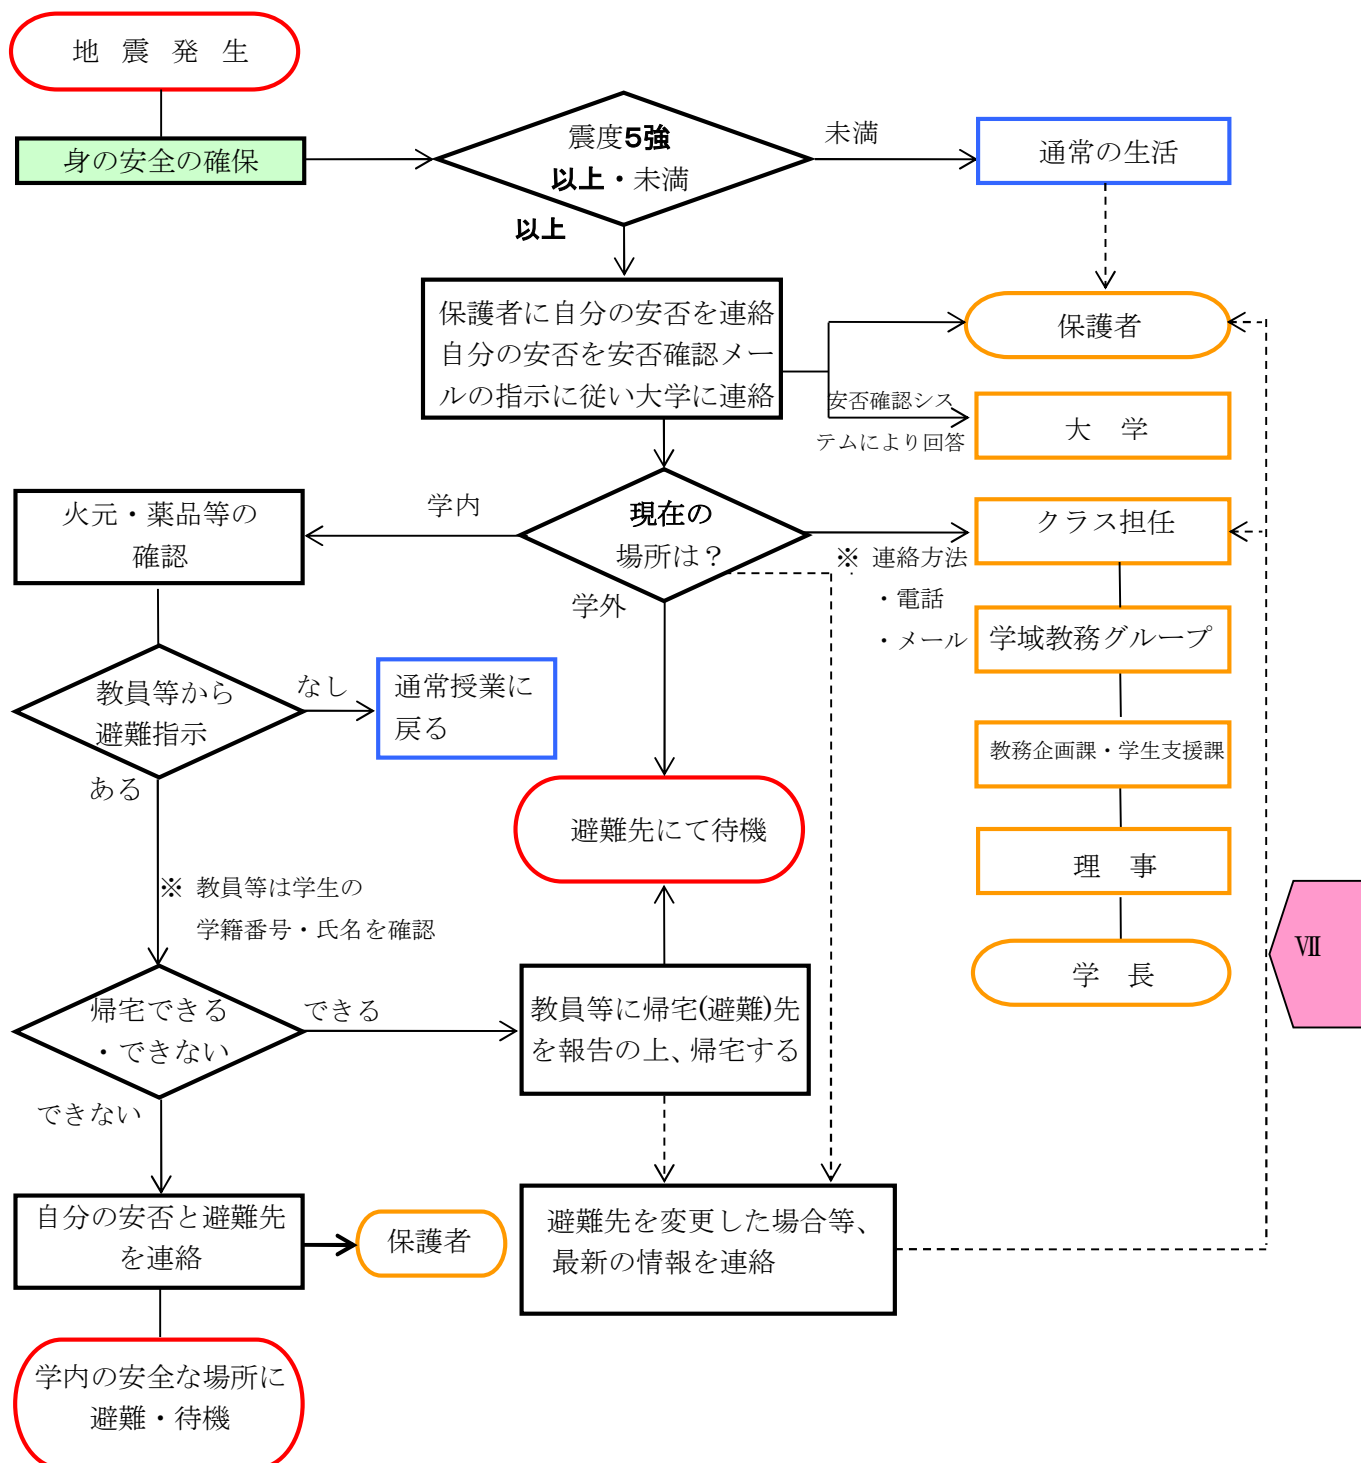 地 震 発 生
身の安全の確保
震度5強
以上・未満
未満
通常の生活
以上
保護者に自分の安否を連絡
自分の安否を安否確認メー
ルの指示に従い大学に連絡
保護者
安否確認シス
テムにより回答
大 学
火元・薬品等の
確認
学内
現在の
場所は？
学外
クラス担任
※ 連絡方法
・電話
・メール
学域教務グループ
教員等から
避難指示
なし
通常授業に
戻る
ある
教務企画課・学生支援課
避難先にて待機
理 事
※ 教員等は学生の
学籍番号・氏名を確認
Ⅶ
学 長
帰宅できる
・できない
できる
教員等に帰宅(避難)先
を報告の上、帰宅する
できない
自分の安否と避難先
を連絡
保護者
避難先を変更した場合等、
最新の情報を連絡
学内の安全な場所に
避難・待機